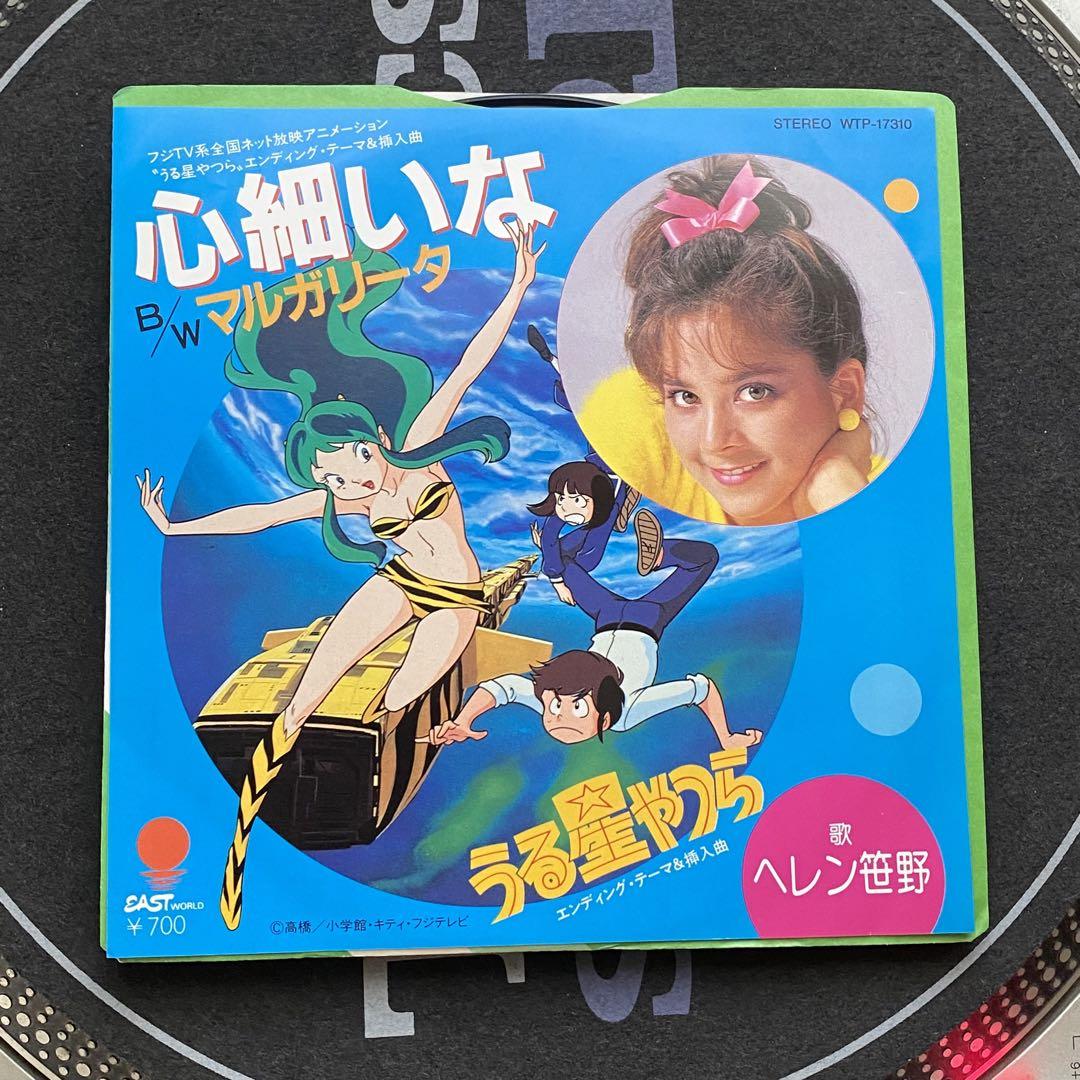 フジTV系全国ネット放映アニメーション
〝うる星やつら〟エンディング・テーマ&挿入曲
STEREO WTP-17310
心細いな
B/W マルガリータ
うる星やつら
エンディング・テーマ&挿入曲
歌
ヘレン笹野
EAST WORLD
¥700
©高橋/小学館・キティ・フジテレビ